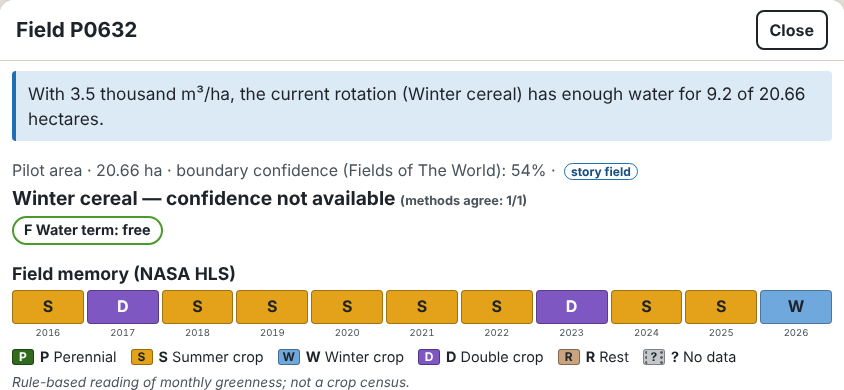 Field P0632
Close
With 3.5 thousand m³/ha, the current rotation (Winter cereal) has enough water for 9.2 of 20.66
hectares.
Pilot area · 20.66 ha · boundary confidence (Fields of The World): 54% · story field
Winter cereal — confidence not available (methods agree: 1/1)
F Water term: free
Field memory (NASA HLS)
S D S S S S S D S S W
2016 2017 2018 2019 2020 2021 2022 2023 2024 2025 2026
P P Perennial S S Summer crop W W Winter crop D D Double crop R R Rest ? ? No data
Rule-based reading of monthly greenness; not a crop census.